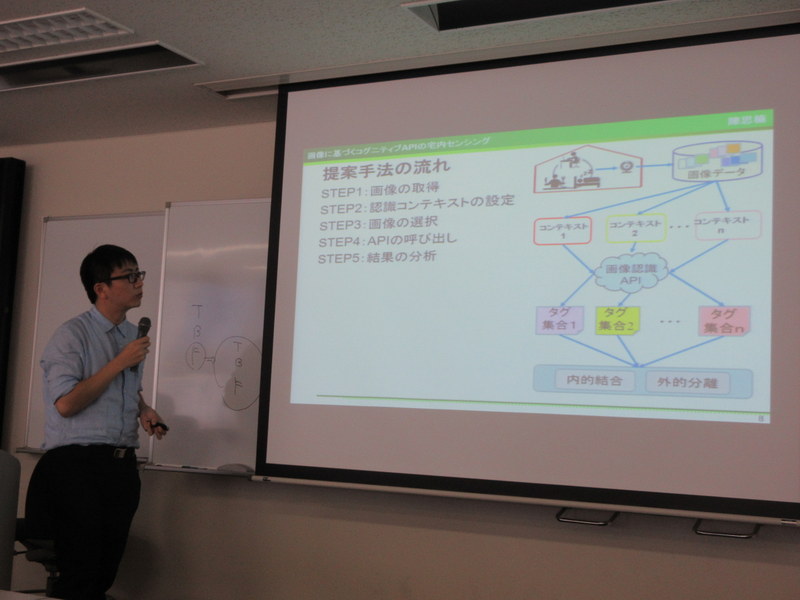 画像に基づくコグニティブAPIの宅内センシング
提案手法の流れ
STEP1:画像の取得
STEP2:認識コンテキストの設定
STEP3:画像の選択
STEP4:APIの呼び出し
STEP5:結果の分析
画像データ
コンテキスト
1
コンテキスト
2
...
コンテキスト
n
画像認識
API
タグ
集合1
タグ
集合2
...
タグ
集合n
内的結合
外的分離
8
T
B
T
B